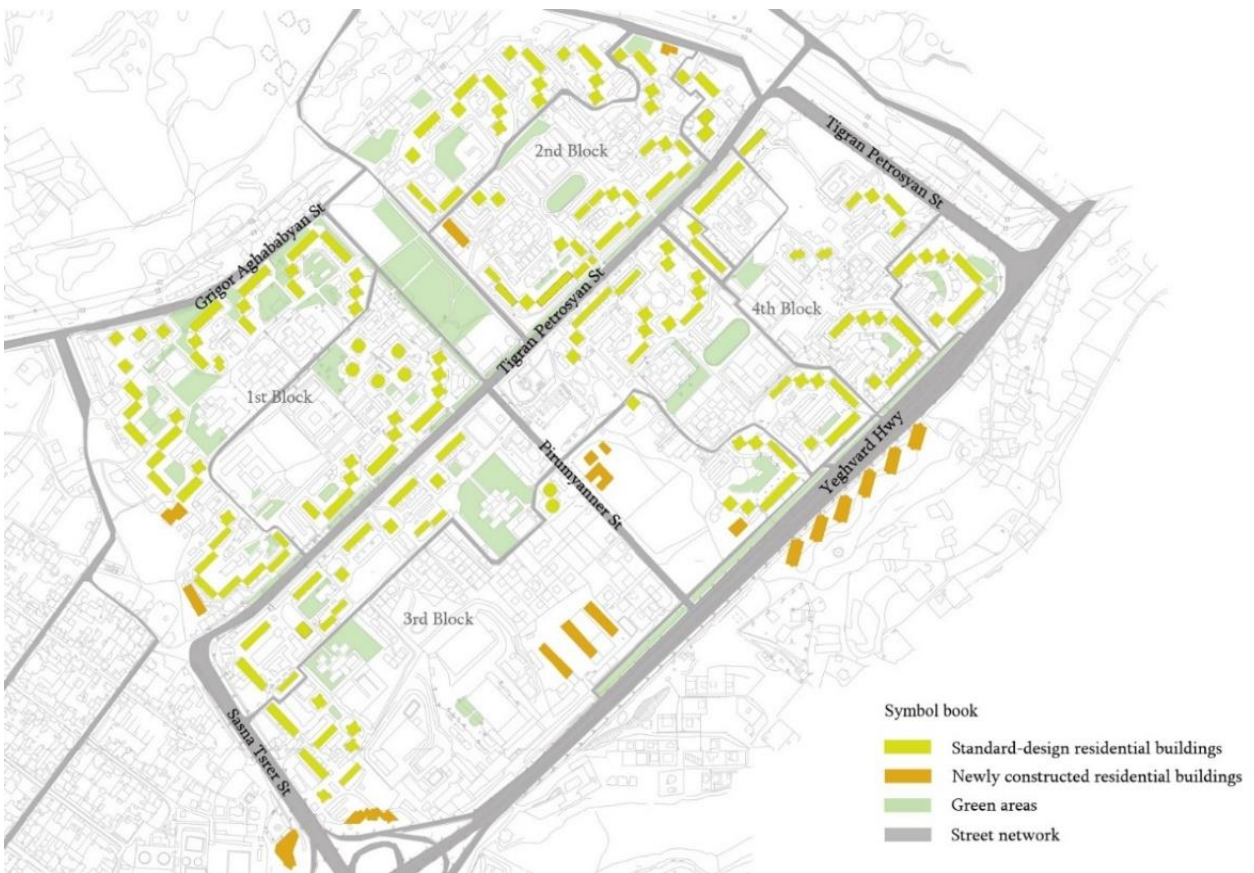 Tigran Petrosyan St
2nd Block
Grigor Aghababyan St
4th Block
Tigran Petrosyan St
1st Block
Yeghvard Hwy
Pirumyanner St
3rd Block
Sasna Tsrer St
Symbol book
Standard-design residential buildings
Newly constructed residential buildings
Green areas
Street network